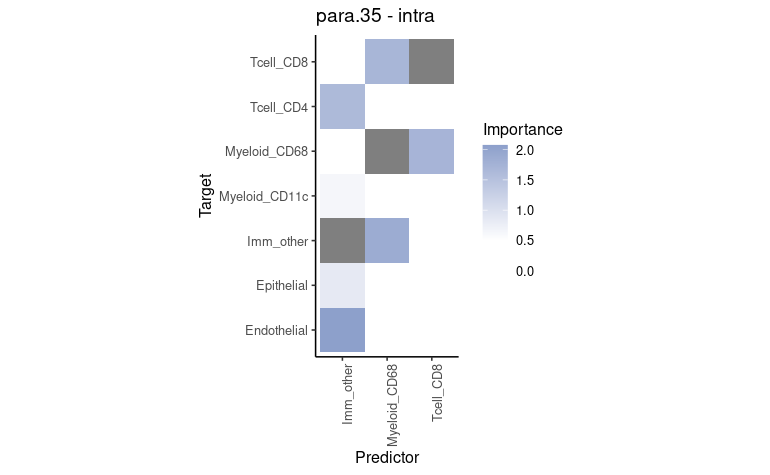 para.35 - intra
Target
Tcell_CD8
Tcell_CD4
Myeloid_CD68
Myeloid_CD11c
Imm_other
Epithelial
Endothelial
Imm_other
Myeloid_CD68
Tcell_CD8
Predictor
Importance
2.0
1.5
1.0
0.5
0.0